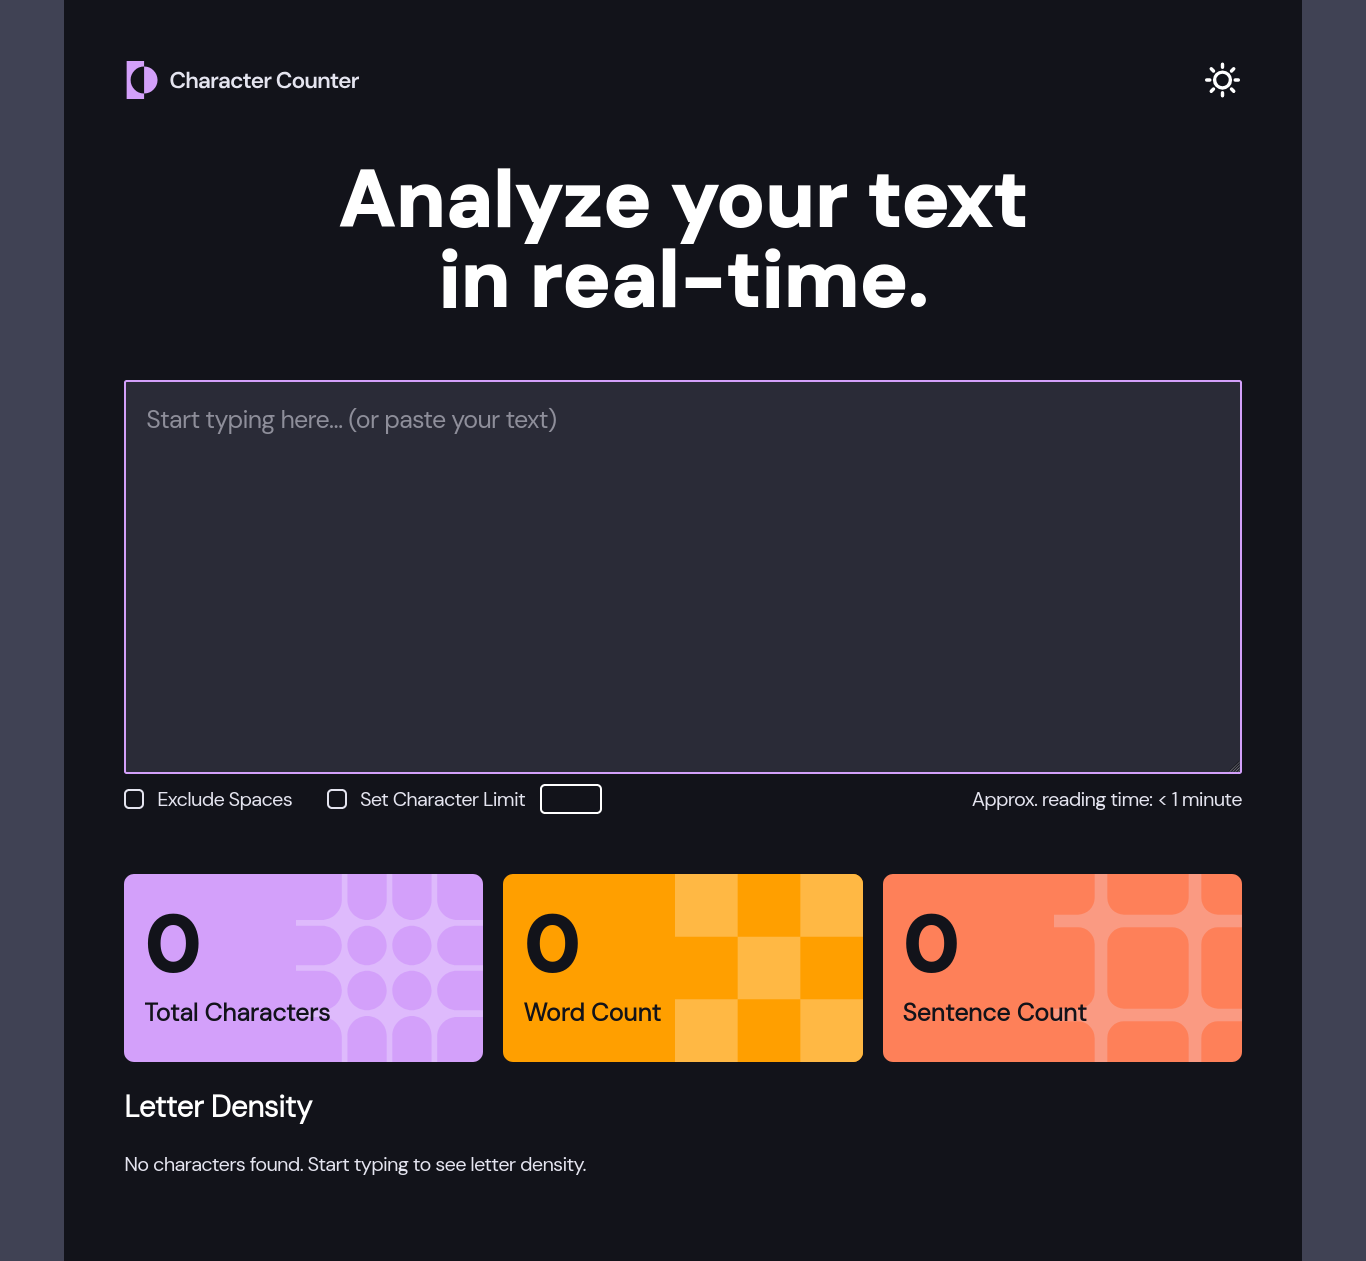 Character Counter
Analyze your text
in real-time.
Start typing here... (or paste your text)
Exclude Spaces
Set Character Limit
Approx. reading time: < 1 minute
0
Total Characters
0
Word Count
0
Sentence Count
Letter Density
No characters found. Start typing to see letter density.